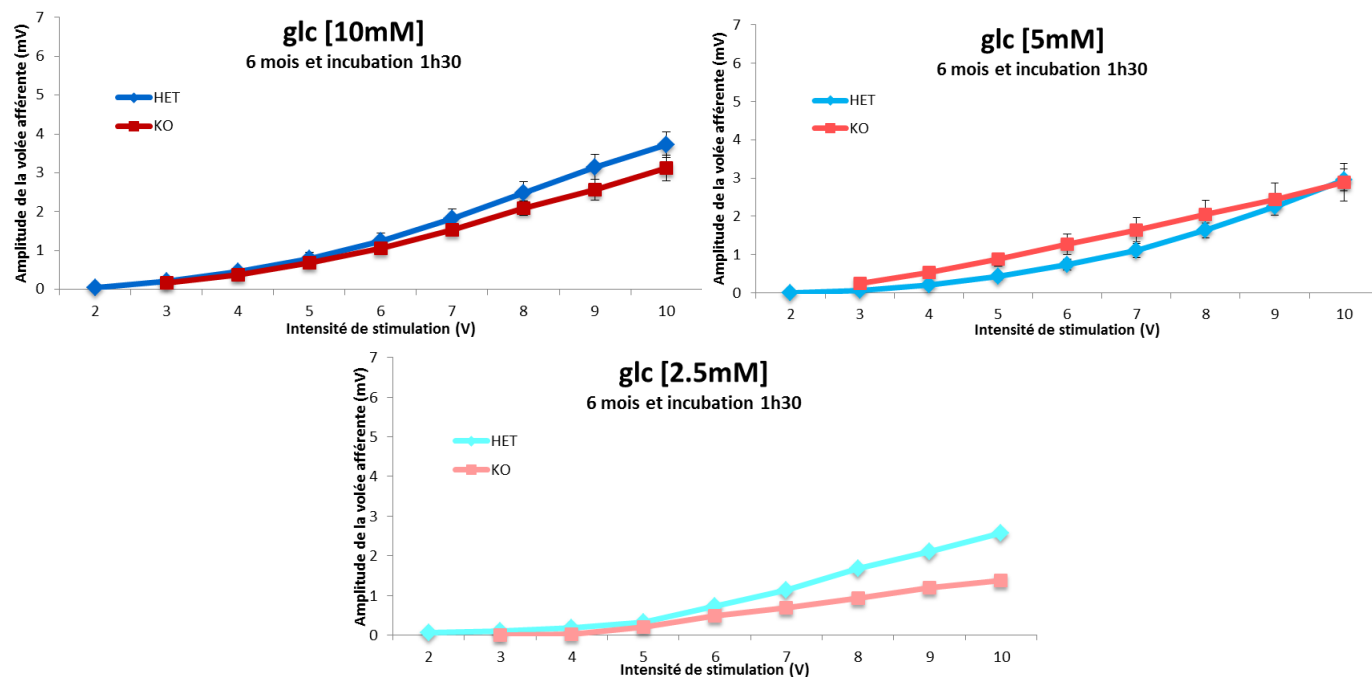 glc [10mM]
6 mois et incubation 1h30
Amplitude de la volée afférente (mV)
7
6
5
4
3
2
1
0
HET
KO
2 3 4 5 6 7 8 9 10
Intensité de stimulation (V)
glc [5mM]
6 mois et incubation 1h30
Amplitude de la volée afférente (mV)
7
6
5
4
3
2
1
0
HET
KO
2 3 4 5 6 7 8 9 10
Intensité de stimulation (V)
glc [2.5mM]
6 mois et incubation 1h30
Amplitude de la volée afférente (mV)
7
6
5
4
3
2
1
0
HET
KO
2 3 4 5 6 7 8 9 10
Intensité de stimulation (V)